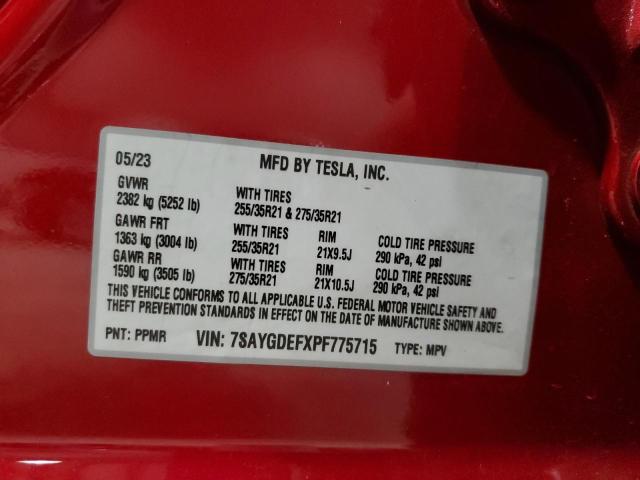 05/23 MFD BY TESLA, INC.
GVWR WITH TIRES
2382 kg (5252 lb) 255/35R21 & 275/35R21
GAWR FRT WITH TIRES RIM COLD TIRE PRESSURE
1363 kg (3004 lb) 255/35R21 21X9.5J 290 kPa, 42 psi
GAWR RR WITH TIRES RIM COLD TIRE PRESSURE
1590 kg (3505 lb) 275/35R21 21X10.5J 290 kPa, 42 psi
THIS VEHICLE CONFORMS TO ALL APPLICABLE U.S. FEDERAL MOTOR VEHICLE SAFETY AND
THEFT PREVENTION STANDARDS IN EFFECT ON THE DATE OF MANUFACTURE SHOWN ABOVE.
PNT: PPMR VIN: 7SAYGDEFXPF775715 TYPE: MPV